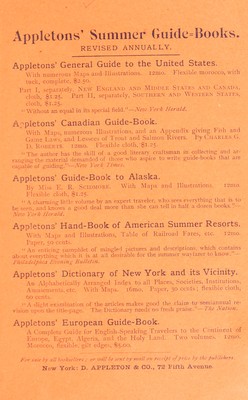 Appletons' Summer Guide-Books.
REVISED ANNUALLY.
Appletons' General Guide to the United States.
With numerous Maps and Illustrations. 12mo. Flexible morocco, with
tuck, complete, $2.50.
Part I, separately, NEW ENGLAND AND MIDDLE STATES AND CANADA,
cloth, $1.25. Part II, separately, SOUTHERN AND WESTERN STATES,
cloth, $1.25.
"Without an equal in its special field."—New York Herald.
Appletons' Canadian Guide-Book.
With Maps, numerous Illustrations, and an Appendix giving Fish and
Game Laws, and Lessees of Trout and Salmon Rivers. By CHARLES G.
D. ROBERTS. 12mo. Flexible cloth,
"The author has the skill of a good literary craftsman in collecting and ar-
ranging the material demanded of those who aspire to write guide-books that are
capable of guiding."—New York Times.
Appletons' Guide-Book to Alaska.
By Miss E. R. SCIDMORE. With Maps and Illustrations. 12mo.
Flexible cloth, $1.25.
"A charming little volume by an expert traveler, who sees everything that is to
be seen, and knows a good deal more than she can tell in half a dozen books."—
New York Herald.
Appletons' Hand-Book of American Summer Resorts.
With Maps and Illustrations, Table of Railroad Fares, etc. 12mo.
Paper, 50 cents.
"An enticing assemblage of mingled pictures and descriptions, which contains
about everything which it is at all desirable for the summer wayfarer to know."—
Philadelphia Evening Bulletin.
Appletons' Dictionary of New York and its Vicinity.
An Alphabetically Arranged Index to all Places, Societies, Institutions,
Amusements, etc. With Maps. 16mo. Paper, 30 cents; flexible cloth,
60 cents.
"A slight examination of the articles makes good the claim to semiannual re-
vision upon the title-page. The Dictionary needs no fresh praise."—The Nation.
Appletons' European Guide-Book.
A Complete Guide for English-Speaking Travelers to the Continent of
Europe, Egypt, Algeria, and the Holy Land. Two volumes. 12mo.
Morocco, flexible, gilt edges, $5.00.
For sale by all booksellers; or will be sent by mail on receipt of price by the publishers.
New York: D. APPLETON & CO., 72 Fifth Avenue.